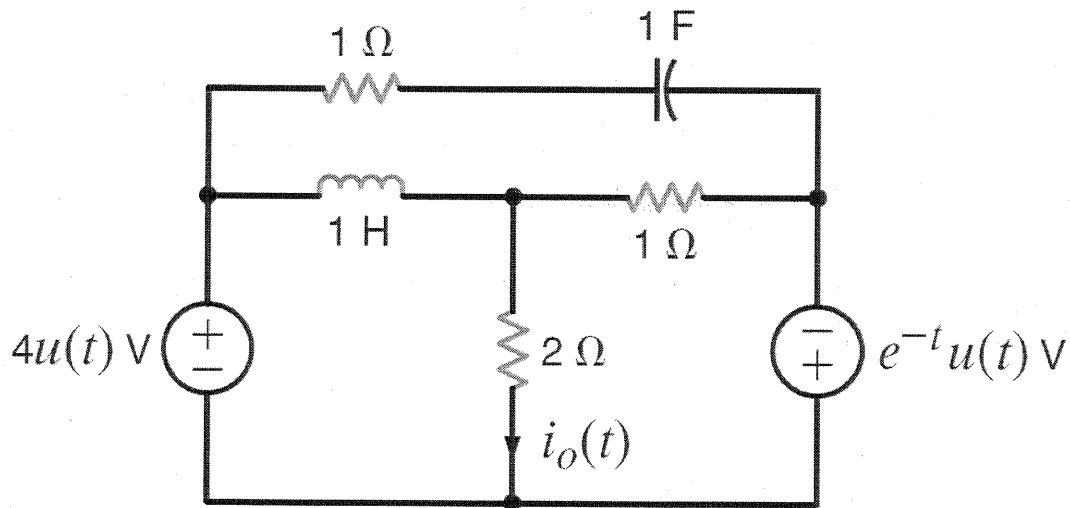 1 Ω
1 F
1 H
1 Ω
4u(t) V
+
−
2 Ω
−
+
e^{−t} u(t) V
i_o(t)